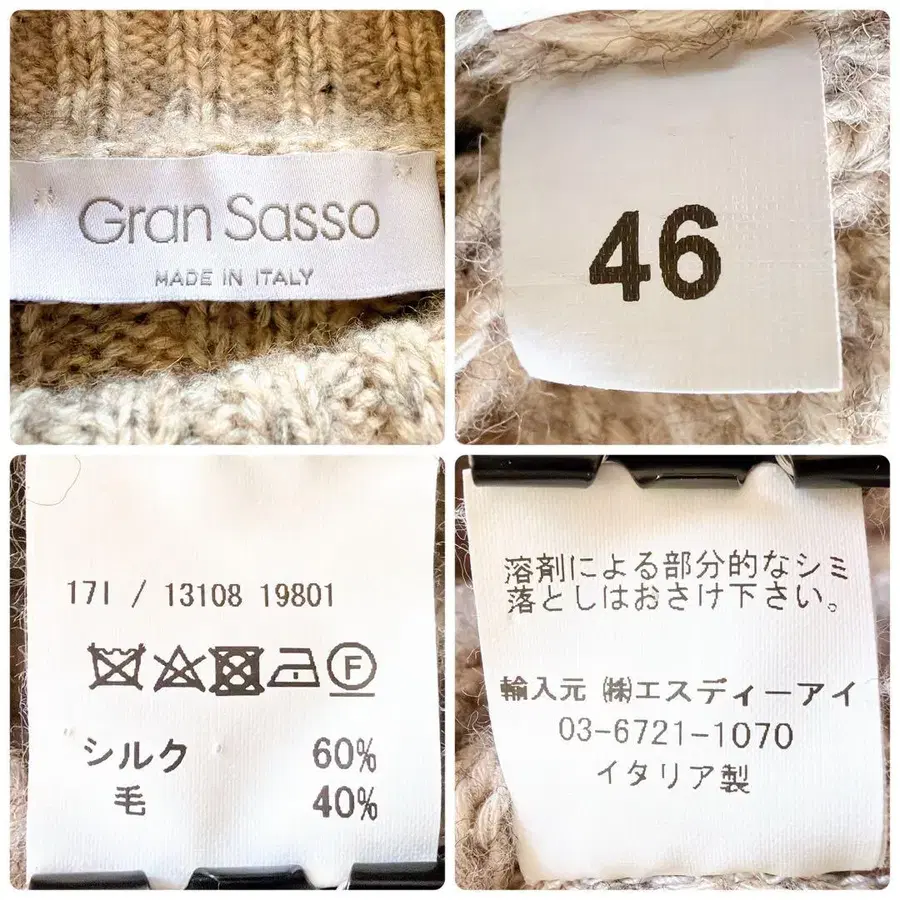 Gran Sasso
MADE IN ITALY
46
17I / 13108 19801
F
シルク 60%
毛 40%
溶剤による部分的なシミ
落としはおさけ下さい。
輸入元 ㈱エスディーアイ
03-6721-1070
イタリア製